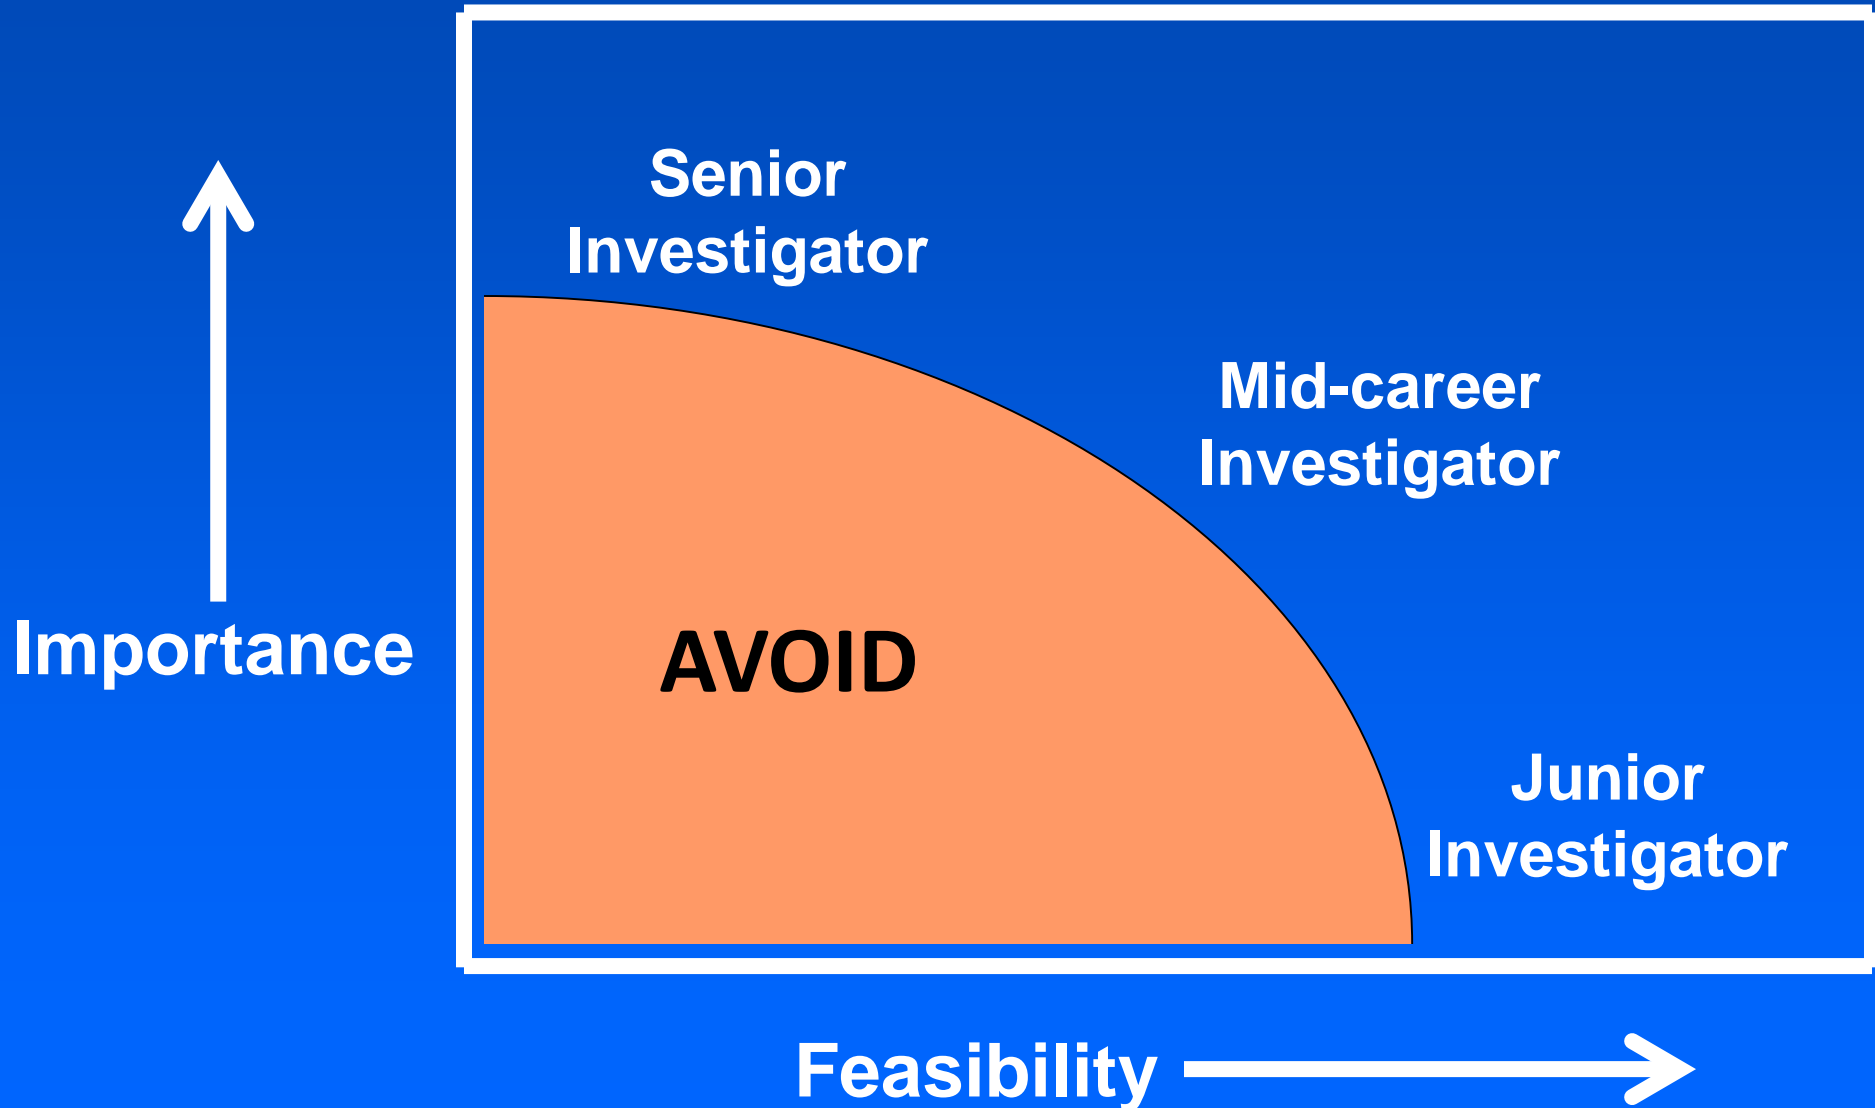 Senior
Investigator
Mid-career
Investigator
Importance
AVOID
Junior
Investigator
Feasibility